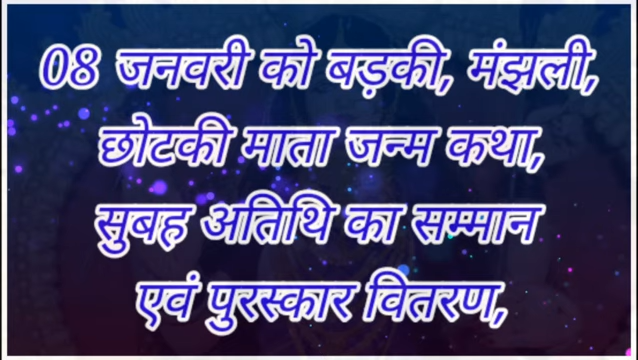 08 जनवरी को बड़की, मंझली,
छोटकी माता जन्म कथा,
सुबह अतिथि का सम्मान
एवं पुरस्कार वितरण,